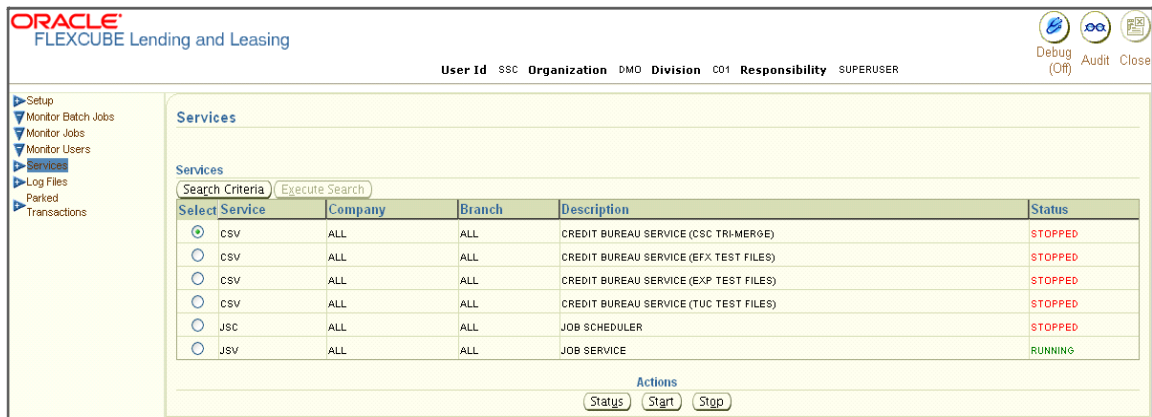 ORACLE
FLEXCUBE Lending and Leasing
Debug (Off)
Audit
Close
User Id SSC Organization DMO Division C01 Responsibility SUPERUSER
Setup
Monitor Batch Jobs
Monitor Jobs
Monitor Users
Services
Log Files
Parked
Transactions
Services
Services
Search Criteria Execute Search
Select Service Company Branch Description Status
CSV ALL ALL CREDIT BUREAU SERVICE (CSC TRI-MERGE) STOPPED
CSV ALL ALL CREDIT BUREAU SERVICE (EFX TEST FILES) STOPPED
CSV ALL ALL CREDIT BUREAU SERVICE (EXP TEST FILES) STOPPED
CSV ALL ALL CREDIT BUREAU SERVICE (TUC TEST FILES) STOPPED
JSC ALL ALL JOB SCHEDULER STOPPED
JSV ALL ALL JOB SERVICE RUNNING
Actions
Status Start Stop